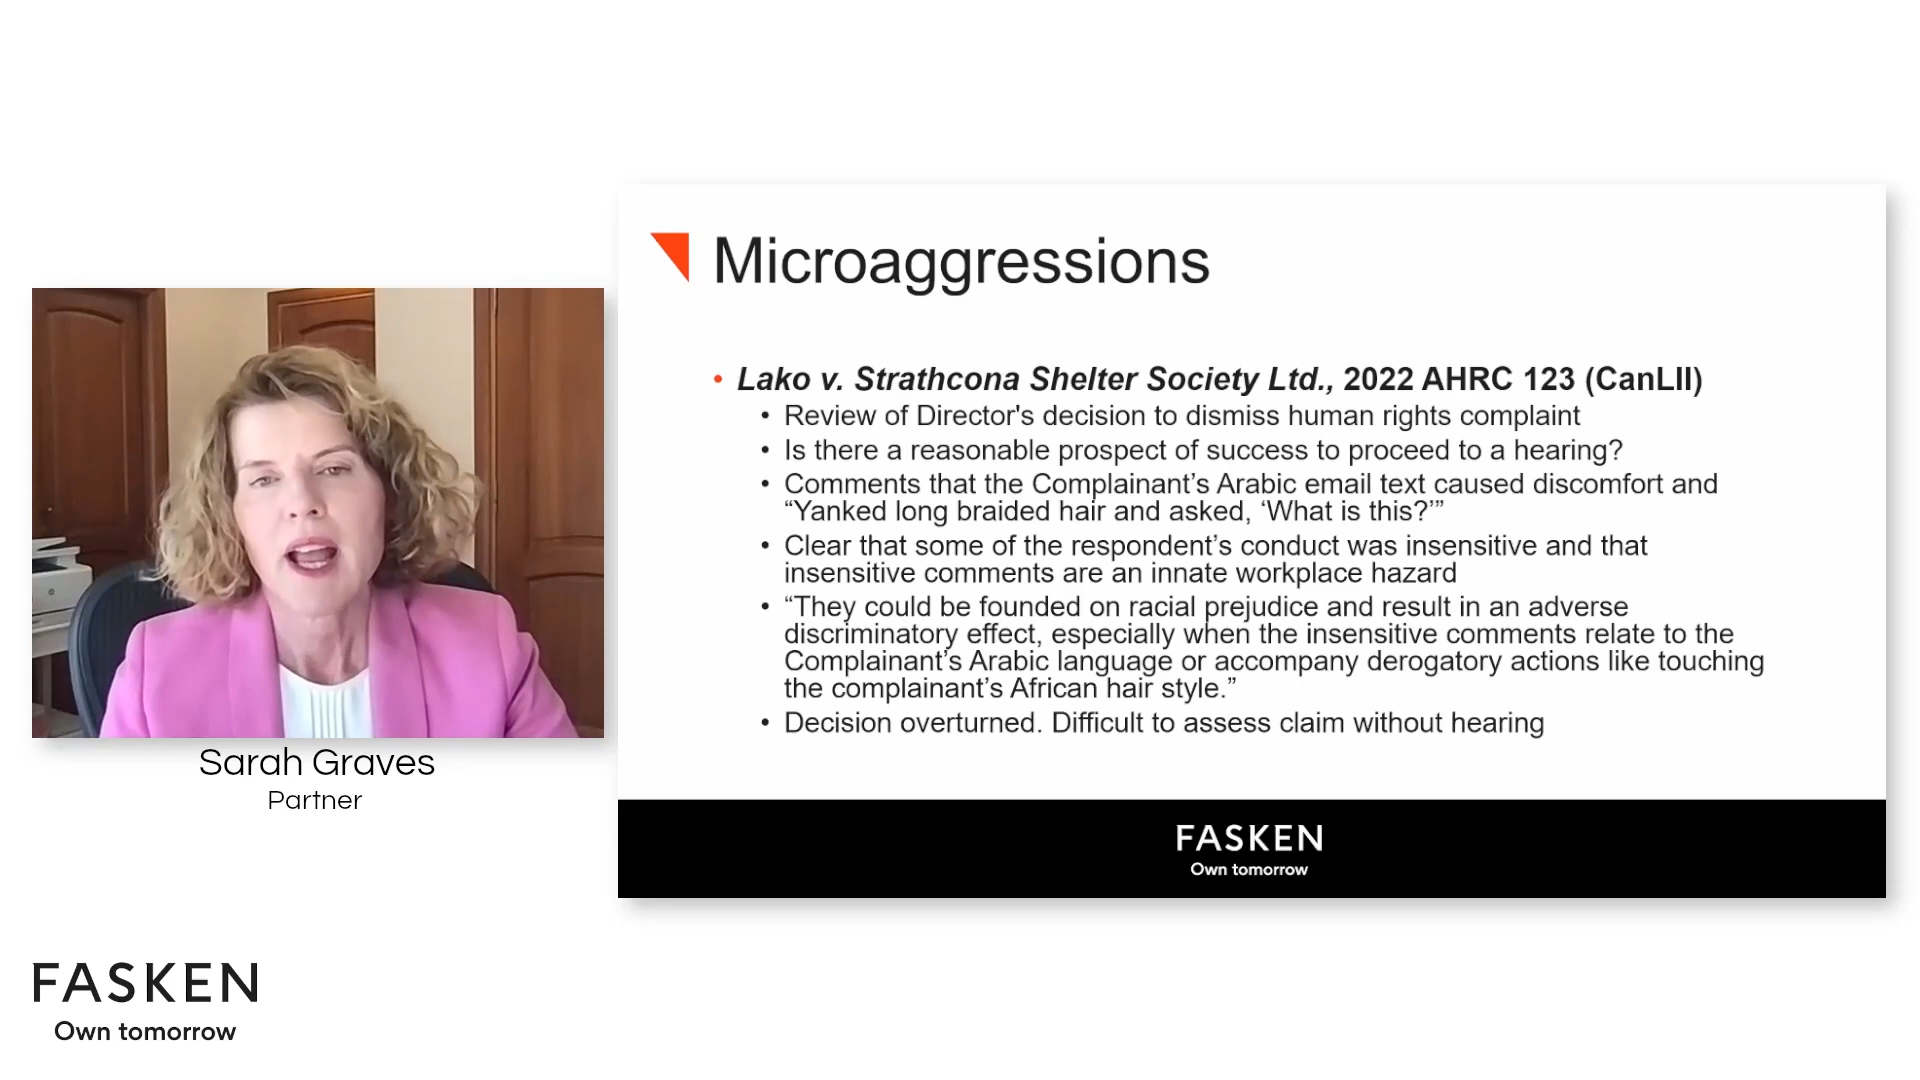 Microaggressions
• Lako v. Strathcona Shelter Society Ltd., 2022 AHRC 123 (CanLII)
• Review of Director's decision to dismiss human rights complaint
• Is there a reasonable prospect of success to proceed to a hearing?
• Comments that the Complainant’s Arabic email text caused discomfort and
“Yanked long braided hair and asked, ‘What is this?’”
• Clear that some of the respondent’s conduct was insensitive and that
insensitive comments are an innate workplace hazard
• “They could be founded on racial prejudice and result in an adverse
discriminatory effect, especially when the insensitive comments relate to the
Complainant’s Arabic language or accompany derogatory actions like touching
the complainant’s African hair style.”
• Decision overturned. Difficult to assess claim without hearing
FASKEN
Own tomorrow
Sarah Graves
Partner
FASKEN
Own tomorrow